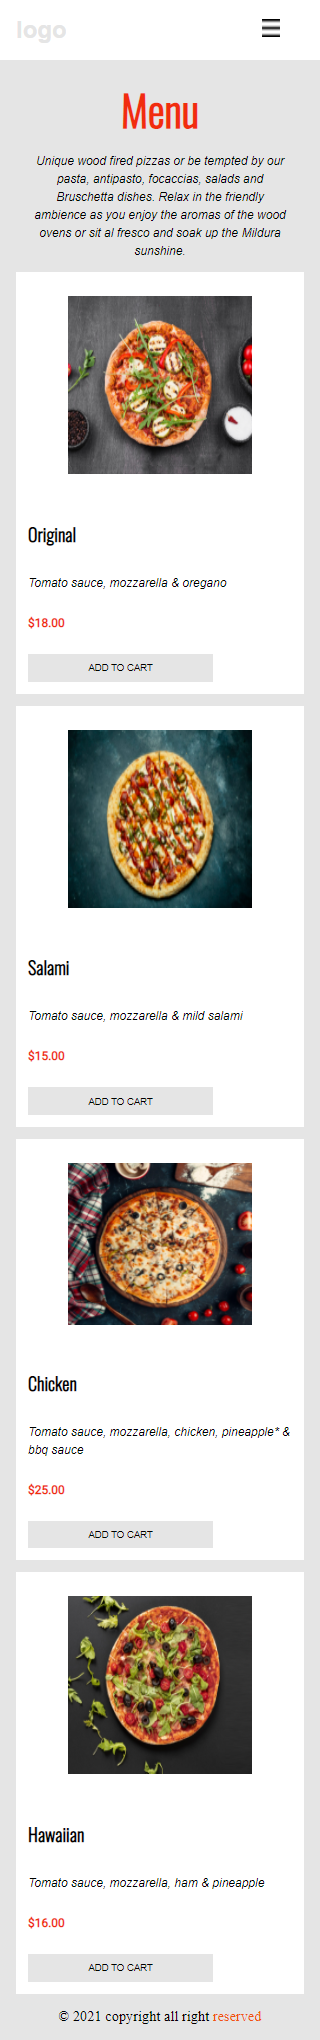 logo
Menu
Unique wood fired pizzas or be tempted by our
pasta, antipasto, focaccias, salads and
Bruschetta dishes. Relax in the friendly
ambience as you enjoy the aromas of the wood
ovens or sit al fresco and soak up the Mildura
sunshine.
Original
Tomato sauce, mozzarella & oregano
$18.00
ADD TO CART
Salami
Tomato sauce, mozzarella & mild salami
$15.00
ADD TO CART
Chicken
Tomato sauce, mozzarella, chicken, pineapple* &
bbq sauce
$25.00
ADD TO CART
Hawaiian
Tomato sauce, mozzarella, ham & pineapple
$16.00
ADD TO CART
© 2021 copyright all right reserved